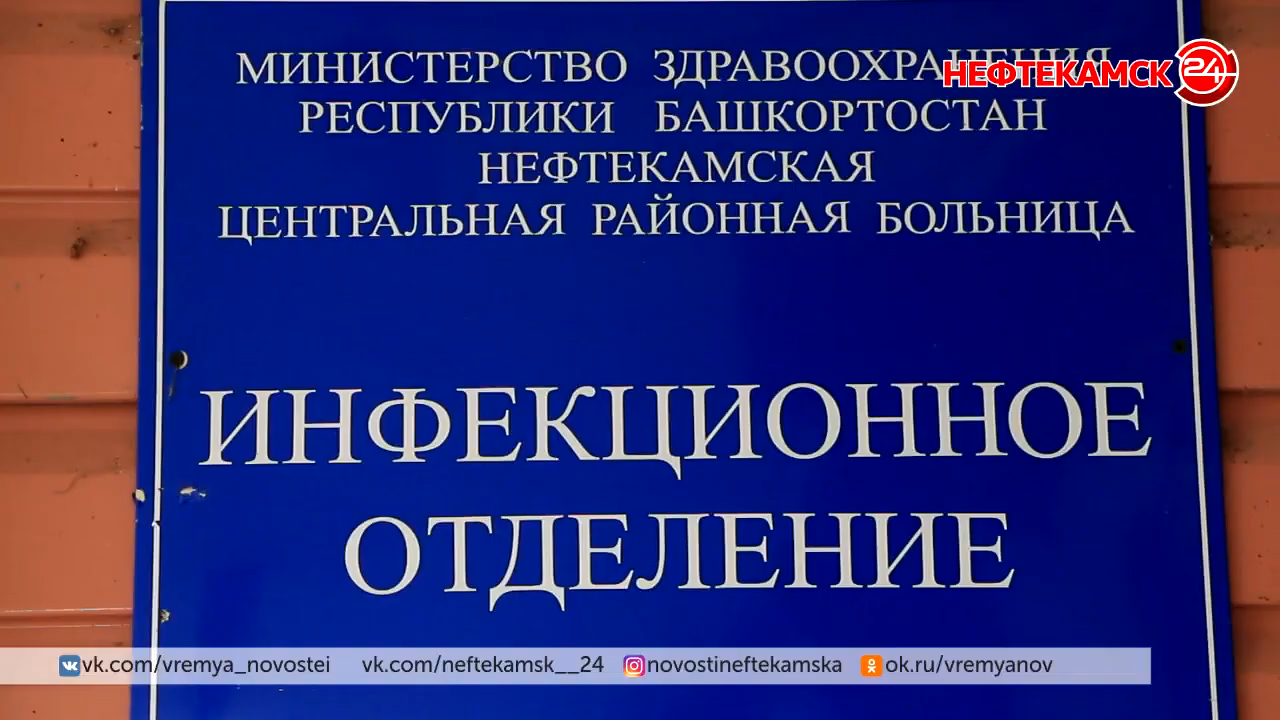 МИНИСТЕРСТВО ЗДРАВООХРАНЕНИЯ
НЕФТЕКАМСК 24
РЕСПУБЛИКИ БАШКОРТОСТАН
НЕФТЕКАМСКАЯ
ЦЕНТРАЛЬНАЯ РАЙОННАЯ БОЛЬНИЦА
ИНФЕКЦИОННОЕ
ОТДЕЛЕНИЕ
vk.com/vremya_novostei vk.com/neftekamsk__24 novostineftekamska ok.ru/vremyanov